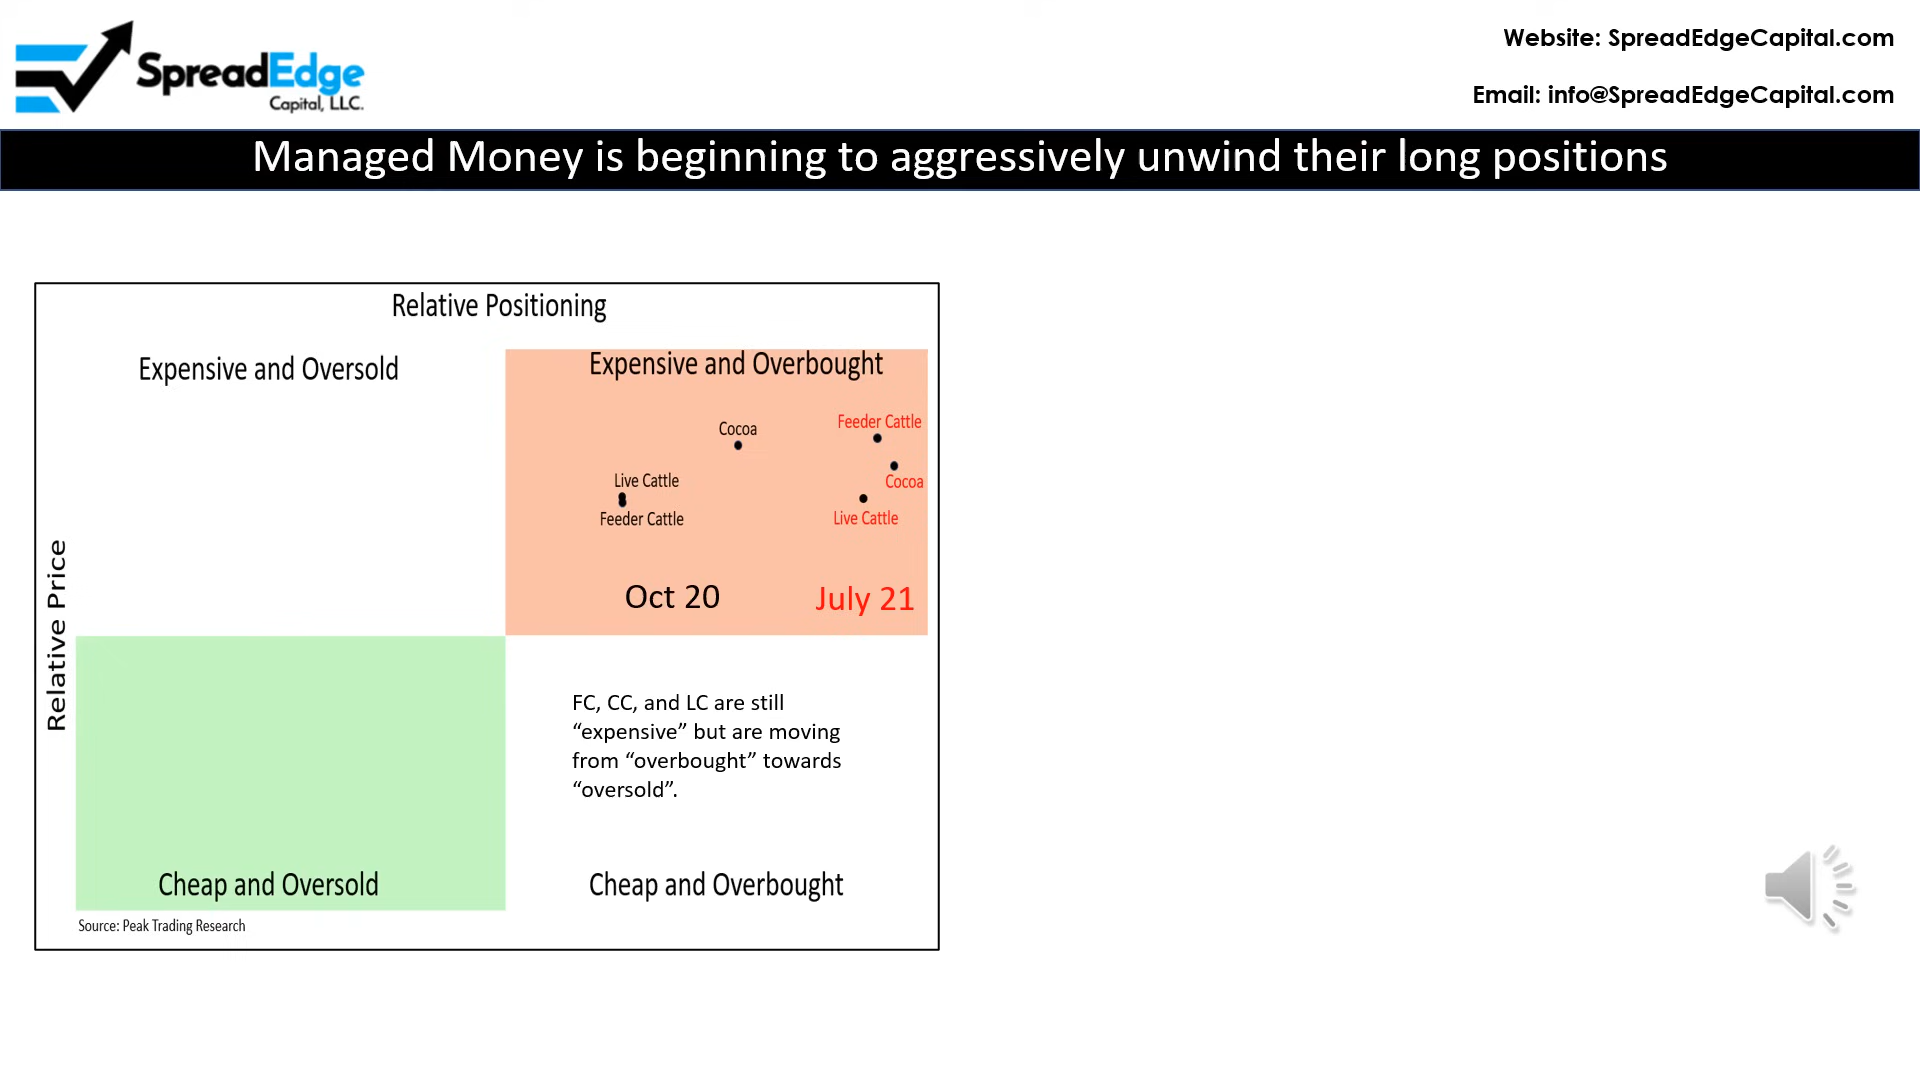 SpreadEdge
Capital, LLC.
Website: SpreadEdgeCapital.com
Email: info@SpreadEdgeCapital.com
Managed Money is beginning to aggressively unwind their long positions
Relative Positioning
Expensive and Oversold
Expensive and Overbought
Cocoa
Feeder Cattle
Live Cattle
Cocoa
Feeder Cattle
Live Cattle
Oct 20
July 21
Relative Price
FC, CC, and LC are still
“expensive” but are moving
from “overbought” towards
“oversold”.
Cheap and Oversold
Cheap and Overbought
Source: Peak Trading Research